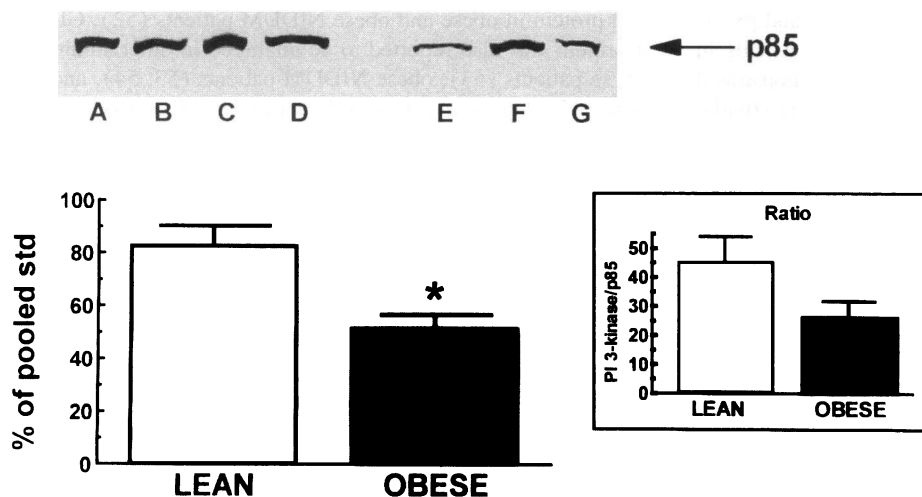 p85
A B C D E F G
% of pooled std
100
80
60
40
20
0
*
LEAN OBESE
Ratio
PI 3-kinase/p85
50
40
30
20
10
0
LEAN OBESE